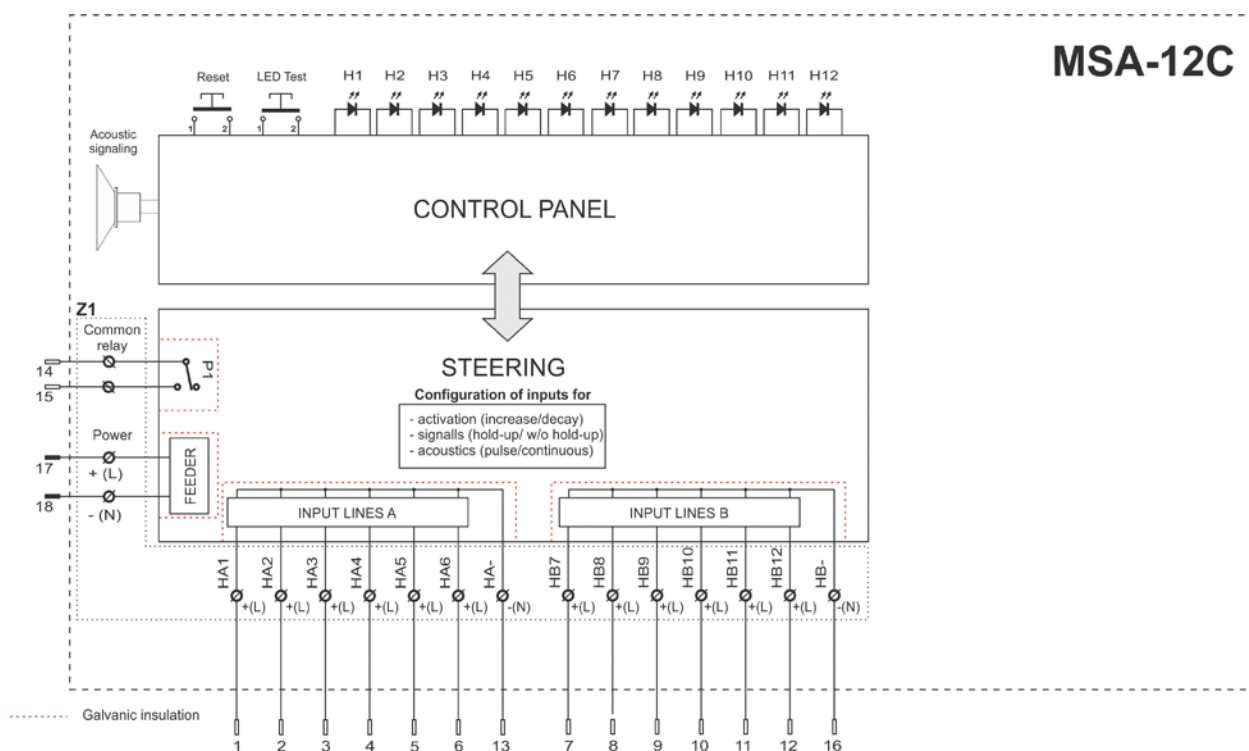 MSA-12C
Reset
LED Test
H1 H2 H3 H4 H5 H6 H7 H8 H9 H10 H11 H12
1 2 1 2
Acoustic
signaling
CONTROL PANEL
Z1
Common
relay
P1
14
15
STEERING
Configuration of inputs for
- activation (increase/decay)
- signalls (hold-up/ w/o hold-up)
- acoustics (pulse/continuous)
Power
17
+ (L)
18
- (N)
FEEDER
INPUT LINES A
INPUT LINES B
HA1 HA2 HA3 HA4 HA5 HA6 HA- HB7 HB8 HB9 HB10 HB11 HB12 HB-
+(L) +(L) +(L) +(L) +(L) +(L) -(N) +(L) +(L) +(L) +(L) +(L) +(L) -(N)
Galvanic insulation
1 2 3 4 5 6 13 7 8 9 10 11 12 16